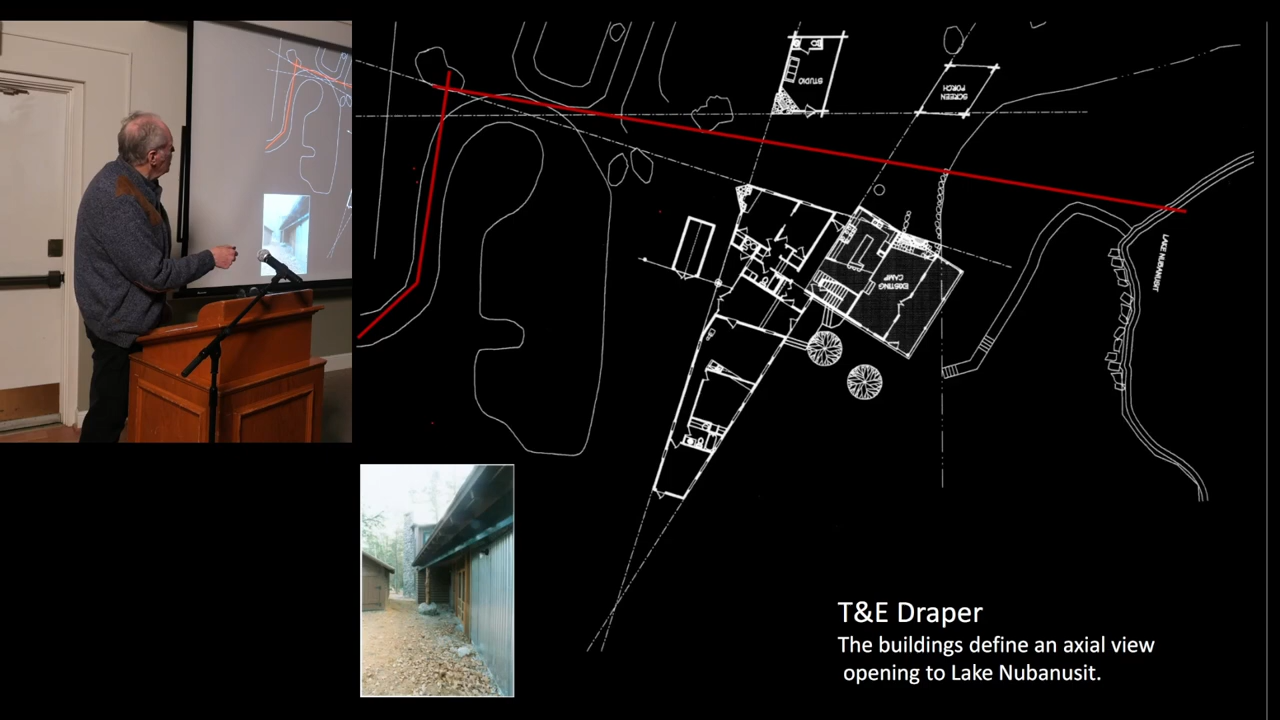 STUDIO
SCREEN
PORCH
EXISTING
CAMP
LAKE NUBANUSIT
T&E Draper
The buildings define an axial view
opening to Lake Nubanusit.